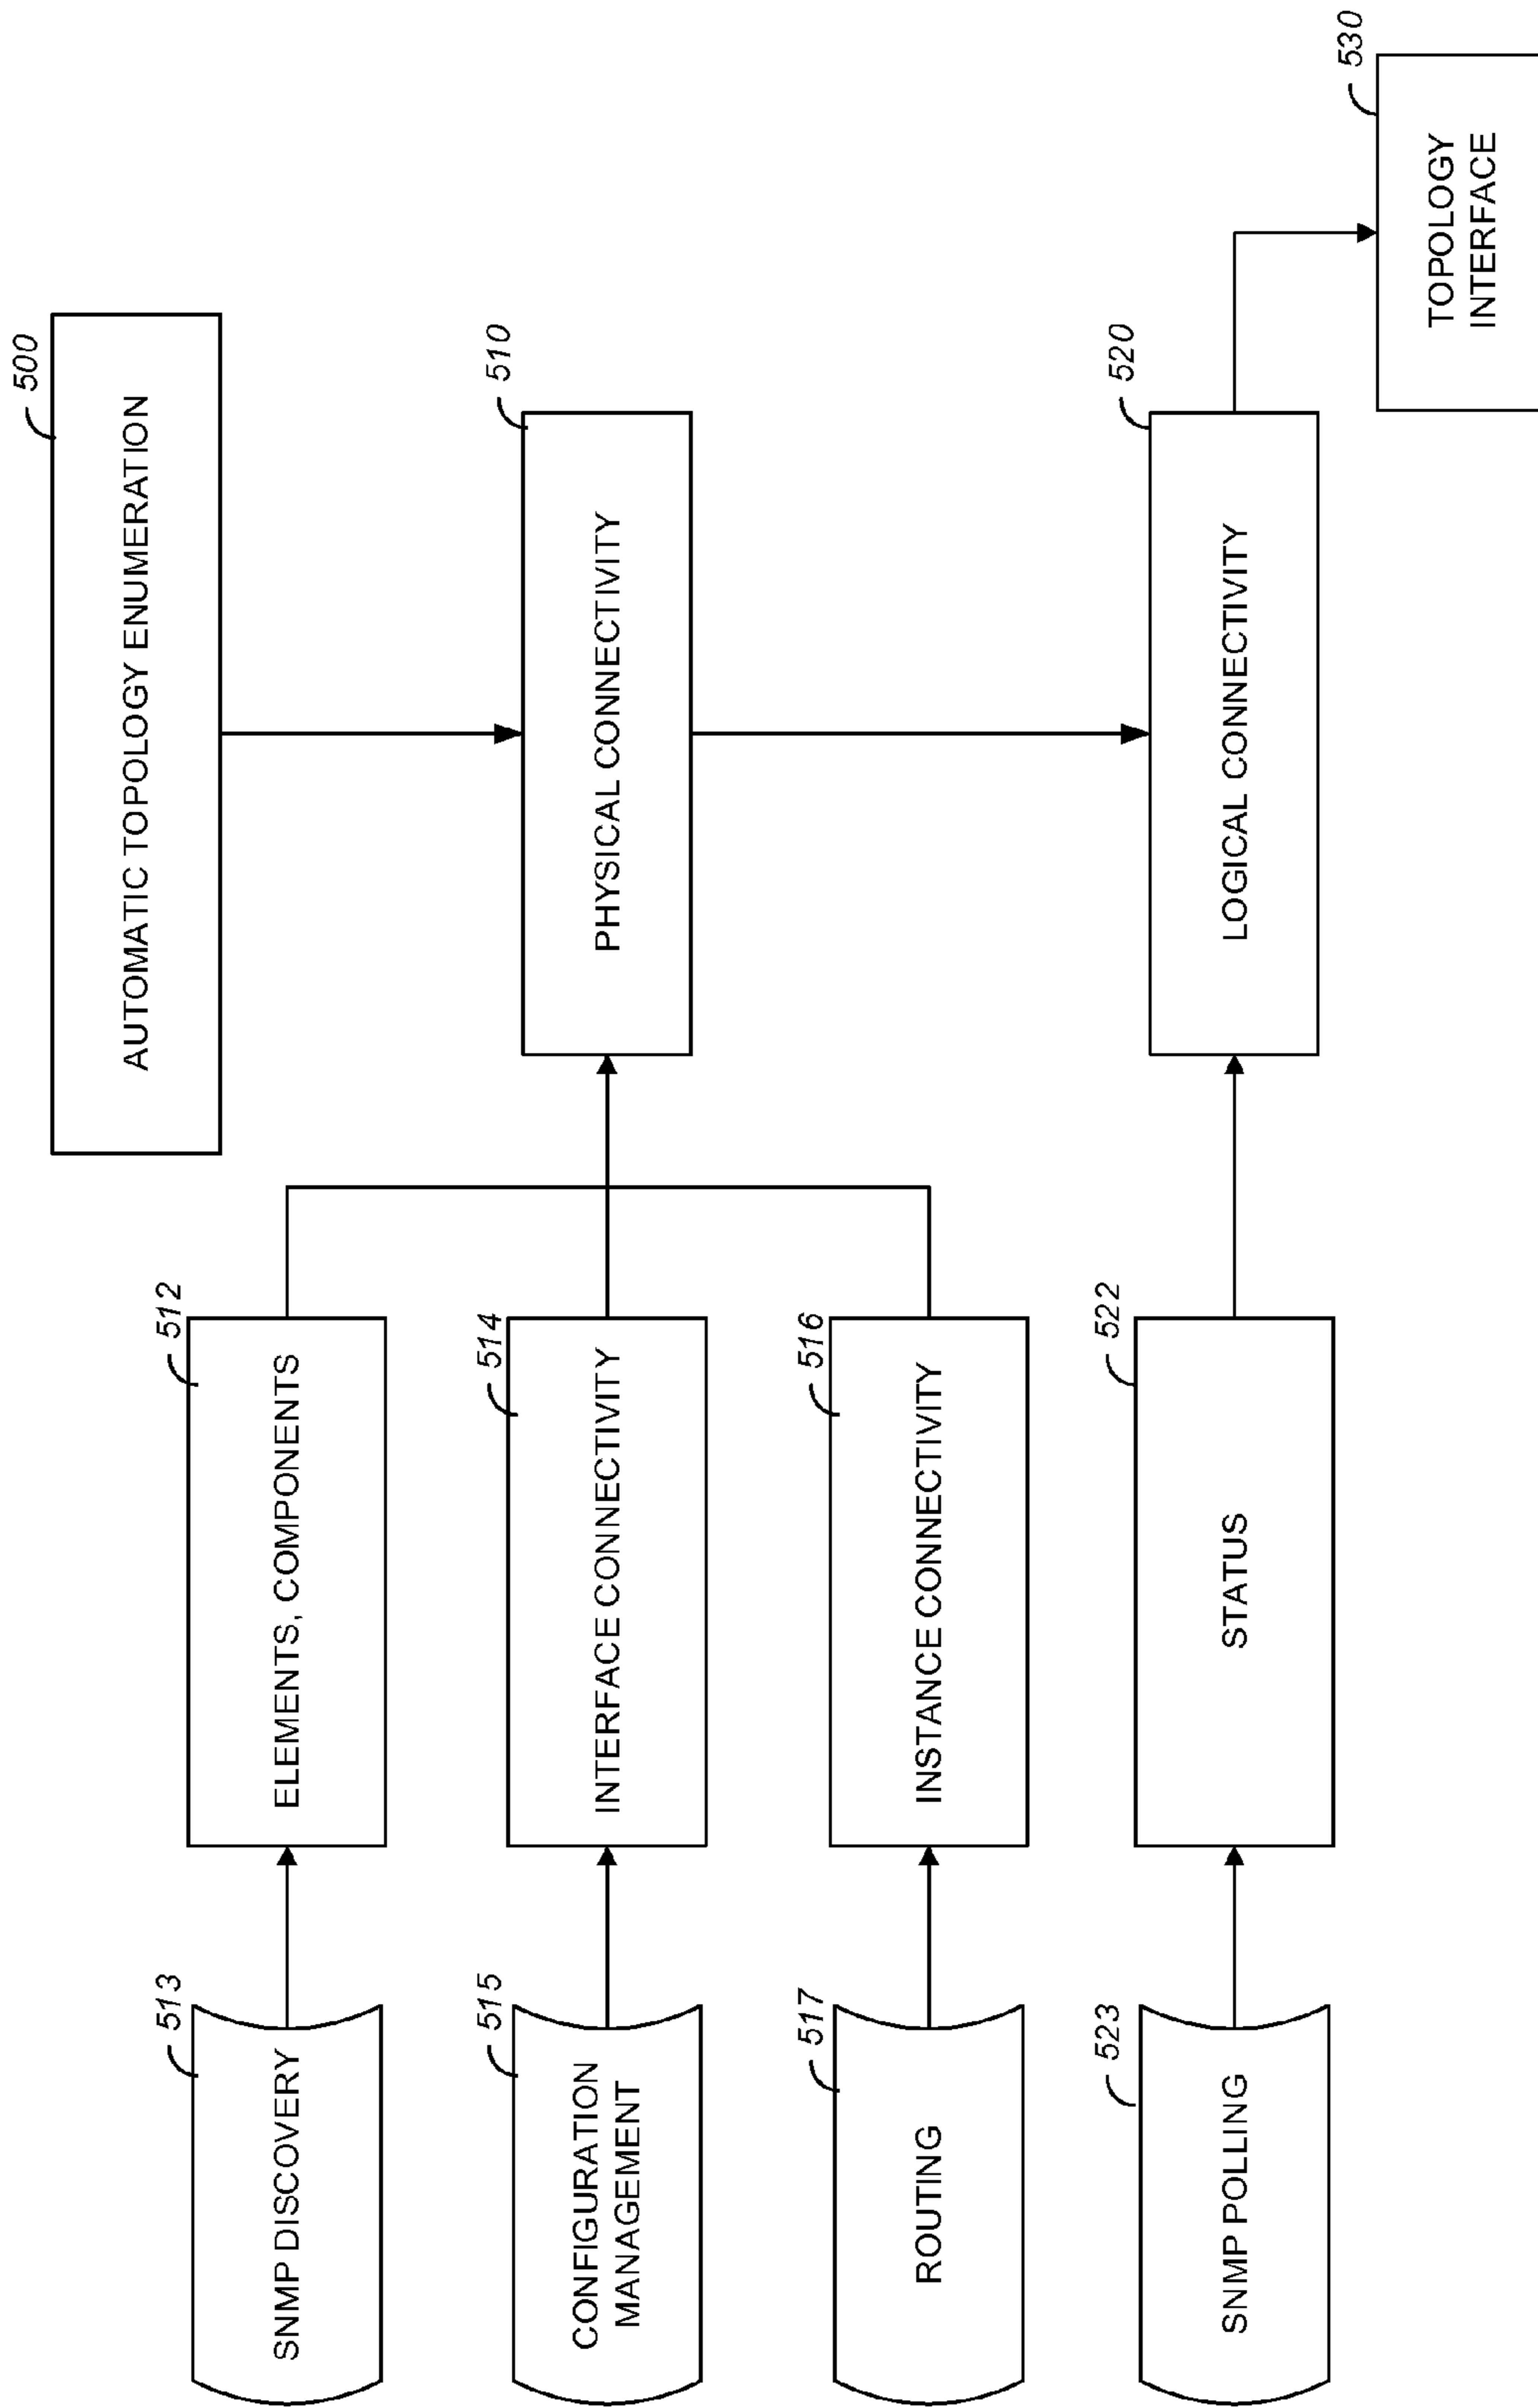 500
AUTOMATIC TOPOLOGY ENUMERATION
513
SNMP DISCOVERY
512
ELEMENTS, COMPONENTS
510
PHYSICAL CONNECTIVITY
515
CONFIGURATION
MANAGEMENT
514
INTERFACE CONNECTIVITY
517
ROUTING
516
INSTANCE CONNECTIVITY
523
SNMP POLLING
522
STATUS
520
LOGICAL CONNECTIVITY
530
TOPOLOGY
INTERFACE